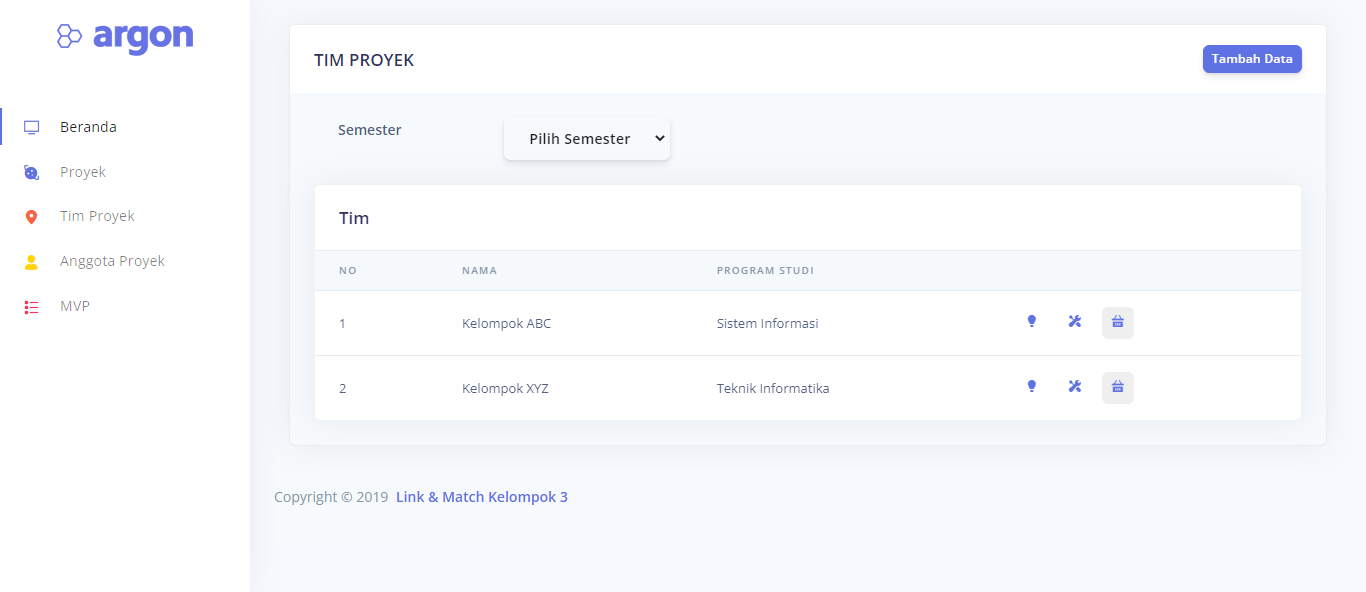 argon
Beranda
Proyek
Tim Proyek
Anggota Proyek
MVP
TIM PROYEK
Tambah Data
Semester
Pilih Semester
Tim
NO NAMA PROGRAM STUDI
1 Kelompok ABC Sistem Informasi
2 Kelompok XYZ Teknik Informatika
Copyright © 2019 Link & Match Kelompok 3